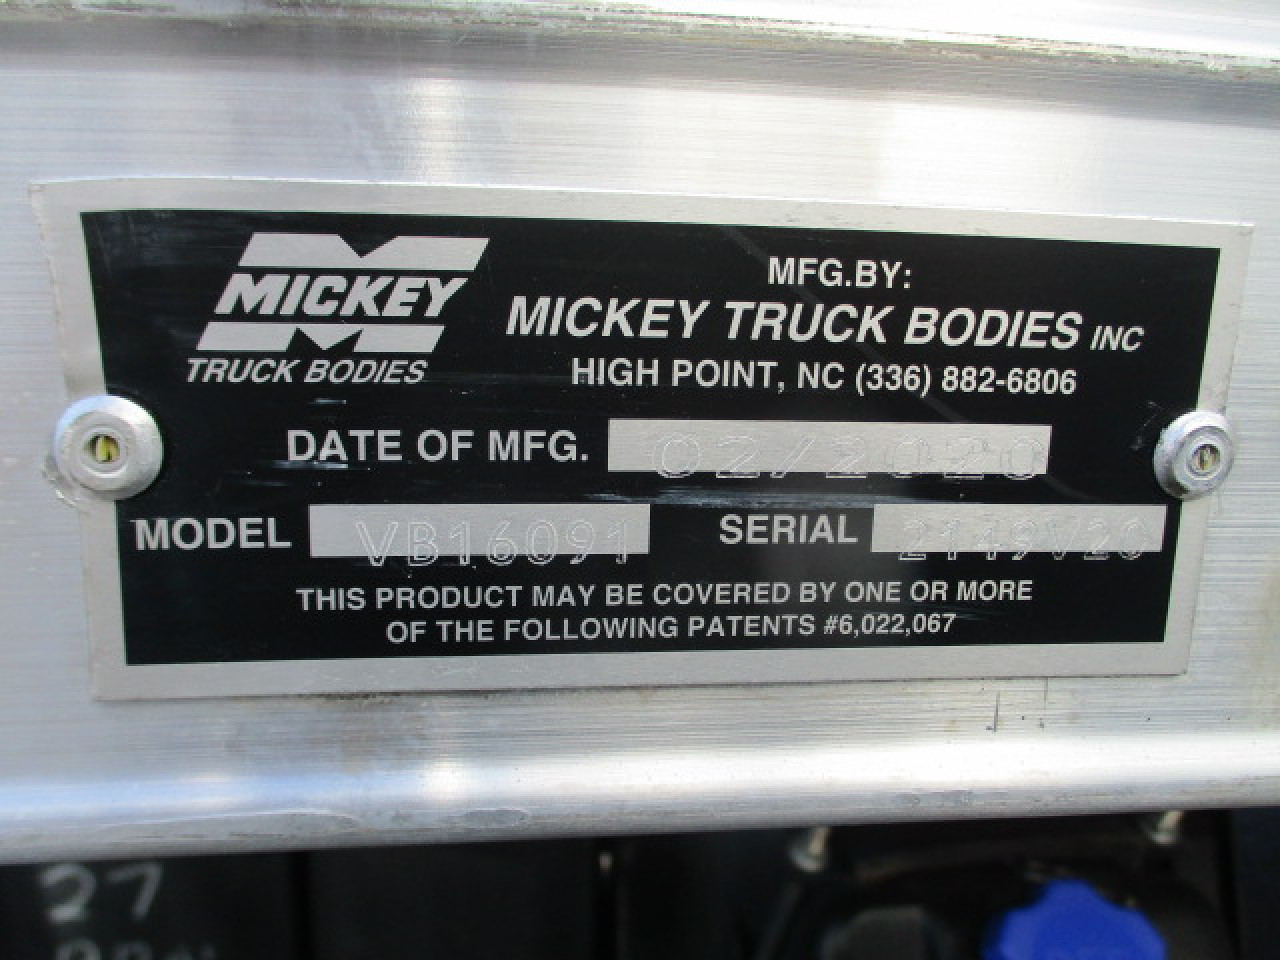 MICKEY
TRUCK BODIES
MFG.BY:
MICKEY TRUCK BODIES INC
HIGH POINT, NC (336) 882-6806
DATE OF MFG. 02/2020
MODEL VB16091 SERIAL 2149V20
THIS PRODUCT MAY BE COVERED BY ONE OR MORE
OF THE FOLLOWING PATENTS #6,022,067
27